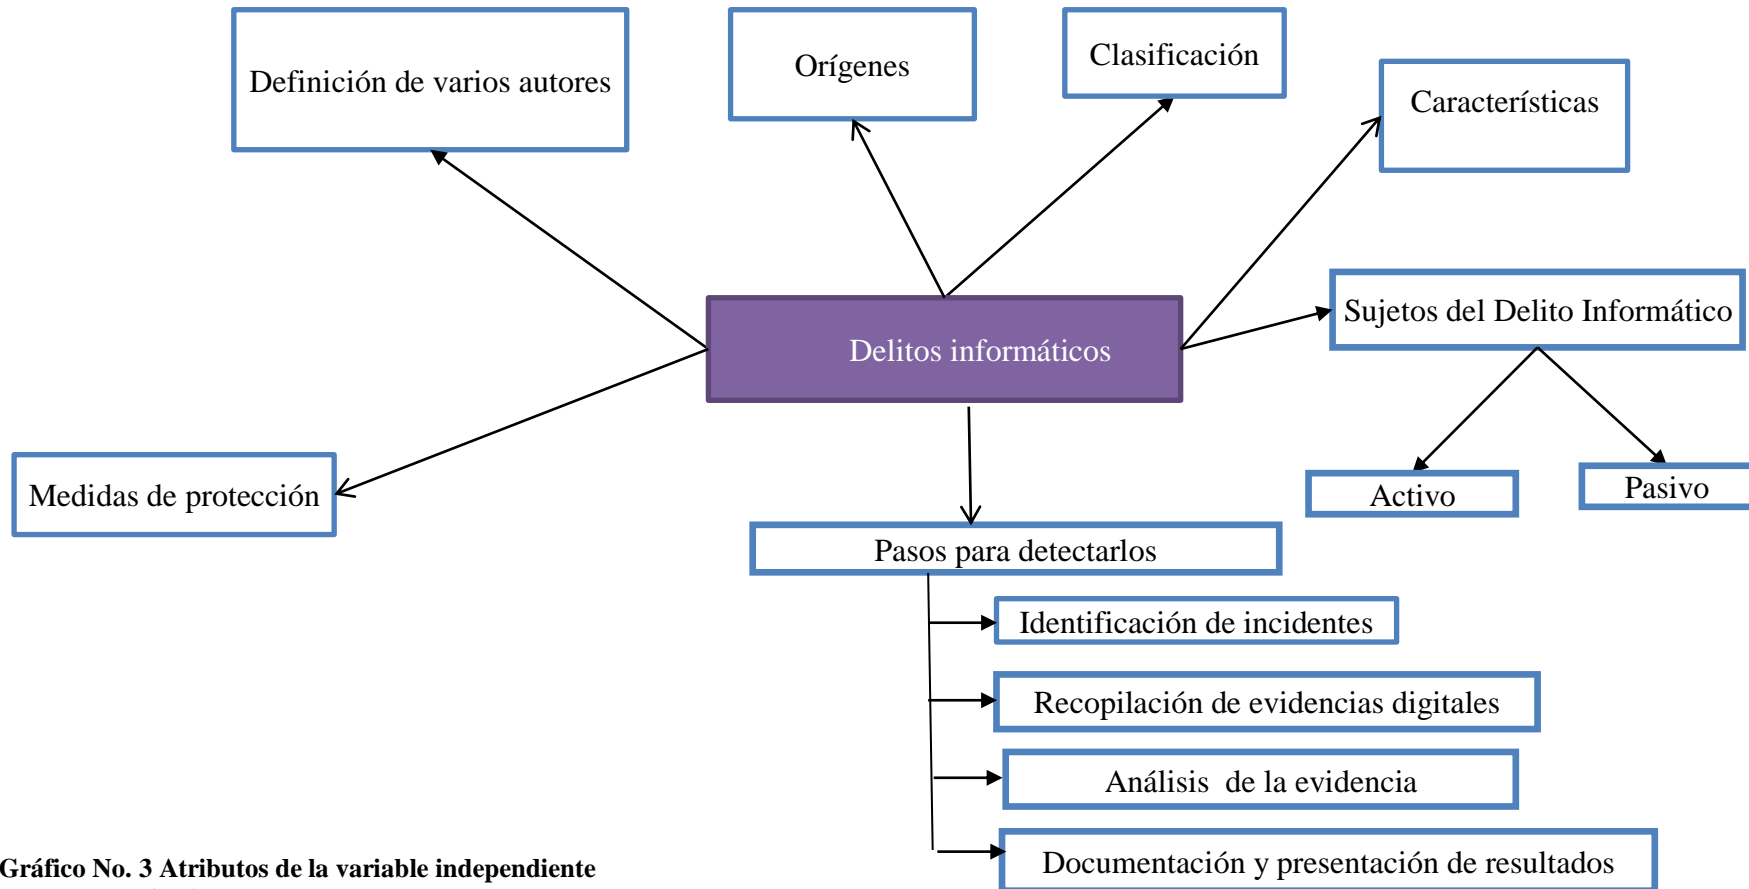 Definición de varios autores
Orígenes
Clasificación
Característícas
Delitos informáticos
Sujetos del Delito Informático
Activo
Pasivo
Medidas de protección
Pasos para detectarlos
Identificación de incidentes
Recopilación de evidencias digitales
Análisis de la evidencia
Documentación y presentación de resultados
Gráfico No. 3 Atributos de la variable independiente